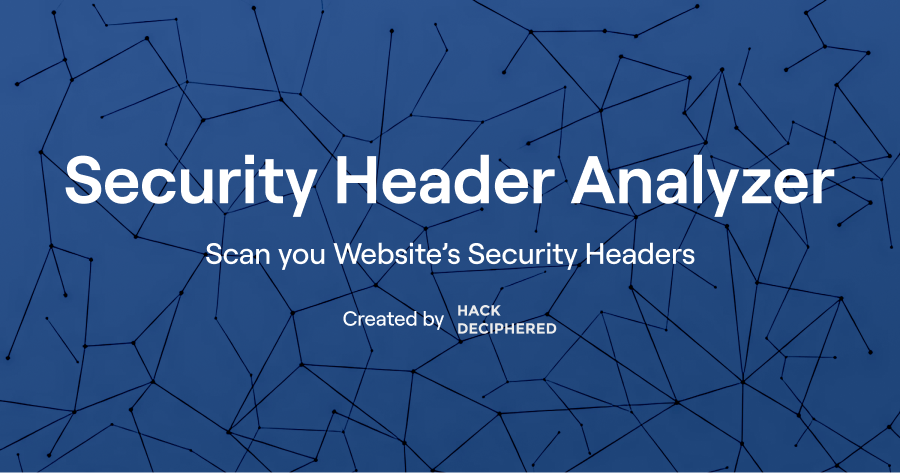 Security Header Analyzer
Scan you Website’s Security Headers
Created by HACK
DECIPHERED